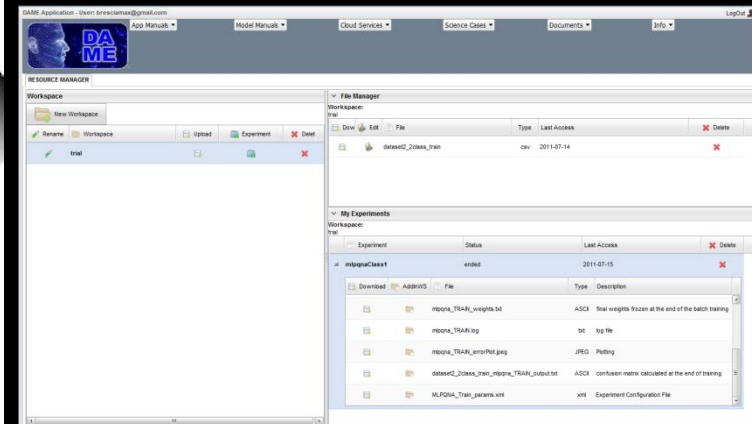 DAME Application - User: bresciamax@gmail.com LogOut
DAME
App Manuals Model Manuals Cloud Services Science Cases Documents Info
RESOURCE MANAGER
Workspace
New Workspace
Rename Workspace Upload Experiment Delet
trial
File Manager
Workspace:
trial
Dow Edit File Type Last Access Delete
dataset2_2class_train csv 2011-07-14
My Experiments
Workspace:
trial
Experiment Status Last Access Delete
mlpqnaClass1 ended 2011-07-15
Download AddInWS File Type Description
mlpqna_TRAIN_weights.txt ASCII final weights frozen at the end of the batch training
mlpqna_TRAIN.log txt log file
mlpqna_TRAIN_errorPlot.jpeg JPEG Plotting
dataset2_2class_train_mlpqna_TRAIN_output.txt ASCII confusion matrix calculated at the end of training
MLPQNA_Train_params.xml xml Experiment Configuration File